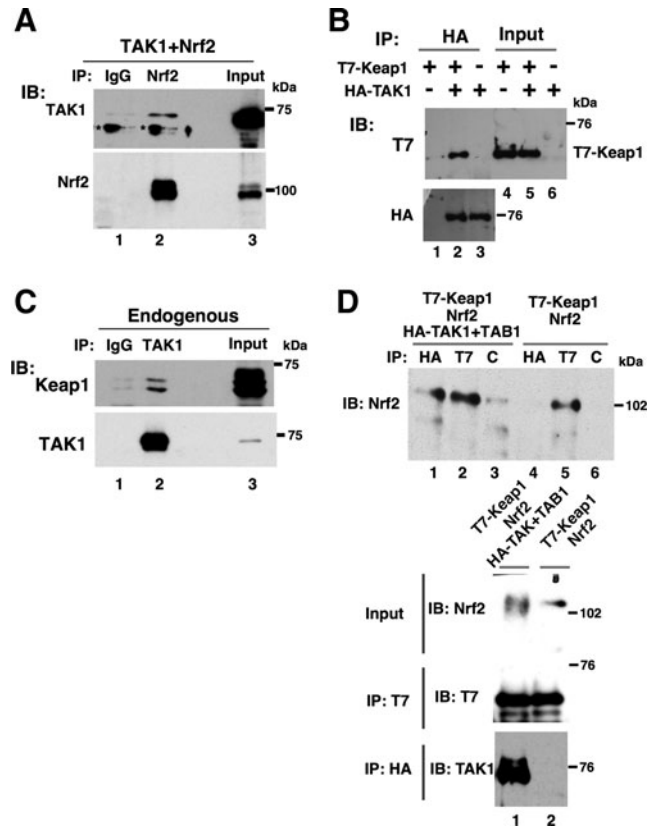 A
TAK1+Nrf2
IP: IgG Nrf2 Input
kDa
IB:
TAK1
75
Nrf2
100
1 2 3
B
IP: HA Input
T7-Keap1 + + - + + -
HA-TAK1 - + + - + +
kDa
IB:
76
T7
T7-Keap1
4 5 6
HA
76
1 2 3
C
Endogenous
IP: IgG TAK1 Input
kDa
IB:
75
Keap1
TAK1
75
1 2 3
D
T7-Keap1
Nrf2
HA-TAK1+TAB1
T7-Keap1
Nrf2
IP: HA T7 C HA T7 C
kDa
IB: Nrf2
102
1 2 3 4 5 6
T7-Keap1
Nrf2
HA-TAK+TAB1
T7-Keap1
Nrf2
Input
IB: Nrf2
102
76
IP: T7
IB: T7
IP: HA
IB: TAK1
76
1 2